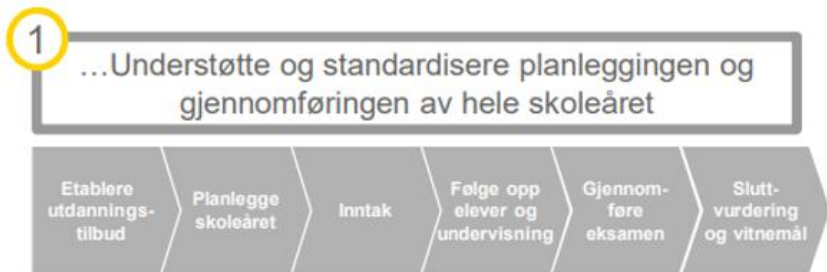 1
...Understøtte og standardisere planleggingen og
gjennomføringen av hele skoleåret
Etablere
utdannings-
tilbud
Planlegge
skoleåret
Inntak
Følge opp
elever og
undervisning
Gjennom-
føre
eksamen
Slutt-
vurdering
og vitnemål